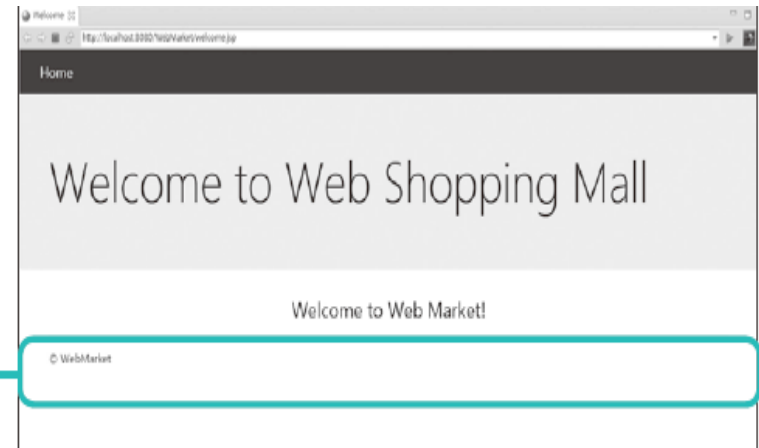 Welcome
http://localhost:8080/WebMarket/welcome.jsp
Home
Welcome to Web Shopping Mall
Welcome to Web Market!
© WebMarket